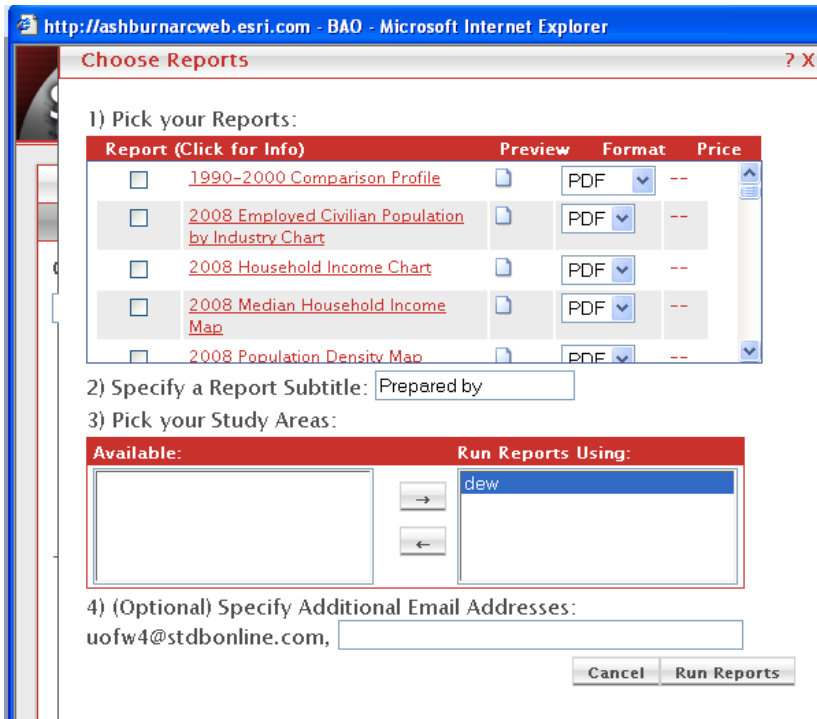 http://ashburnarcweb.esri.com - BAO - Microsoft Internet Explorer
Choose Reports ? X
1) Pick your Reports:
Report (Click for Info) Preview Format Price
1990-2000 Comparison Profile PDF --
2008 Employed Civilian Population PDF --
by Industry Chart
2008 Household Income Chart PDF --
2008 Median Household Income PDF --
Map
2008 Population Density Map PDF --
2) Specify a Report Subtitle: Prepared by
3) Pick your Study Areas:
Available: Run Reports Using:
dew
→
←
4) (Optional) Specify Additional Email Addresses:
uofw4@stdbonline.com,
Cancel Run Reports